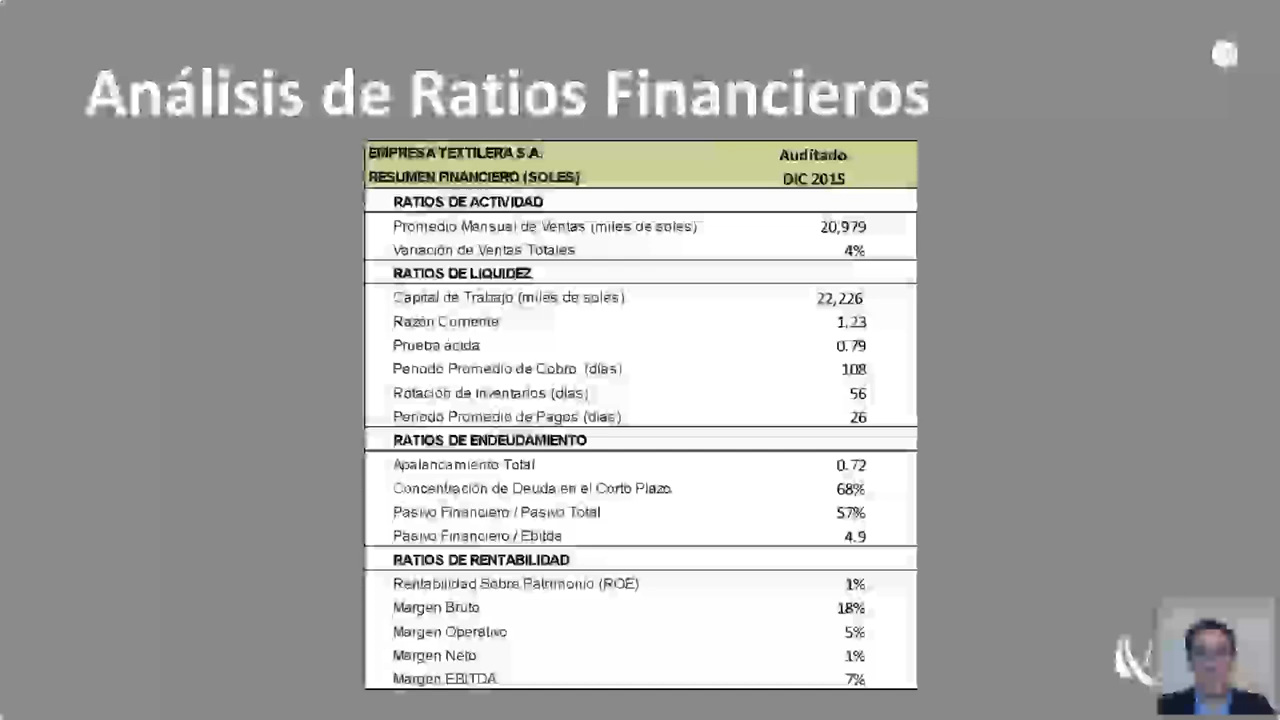 Análisis de Ratios Financieros
EMPRESA TEXTILERA S.A. Auditado
RESUMEN FINANCIERO (SOLES) DIC 2015
RATIOS DE ACTIVIDAD
Promedio Mensual de Ventas (miles de soles) 20,979
Variación de Ventas Totales 4%
RATIOS DE LIQUIDEZ
Capital de Trabajo (miles de soles) 22,226
Razón Corriente 1.23
Prueba ácida 0.79
Periodo Promedio de Cobro (días) 108
Rotación de Inventarios (días) 56
Periodo Promedio de Pagos (días) 26
RATIOS DE ENDEUDAMIENTO
Apalancamiento Total 0.72
Concentración de Deuda en el Corto Plazo 68%
Pasivo Financiero / Pasivo Total 57%
Pasivo Financiero / Ebitda 4.9
RATIOS DE RENTABILIDAD
Rentabilidad Sobre Patrimonio (ROE) 1%
Margen Bruto 18%
Margen Operativo 5%
Margen Neto 1%
Margen EBITDA 7%